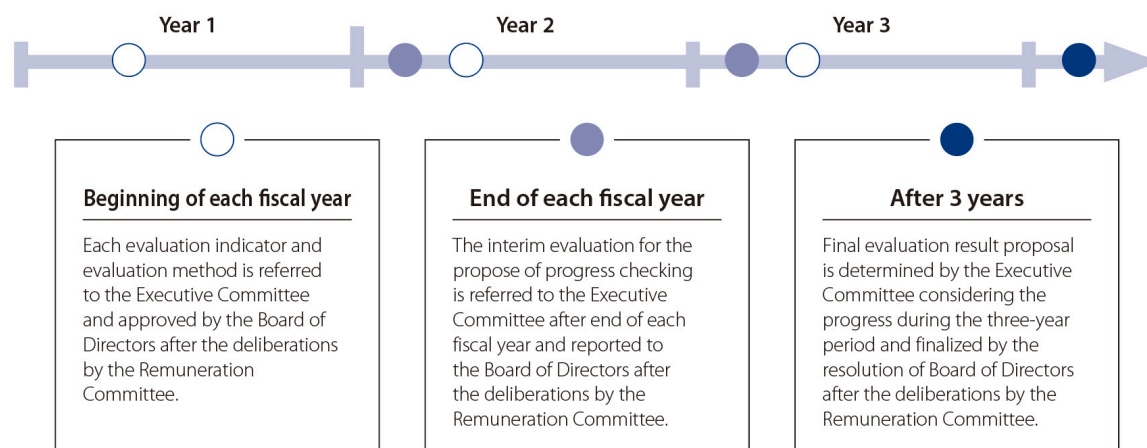 Year 1
Year 2
Year 3
Beginning of each fiscal year
Each evaluation indicator and
evaluation method is referred
to the Executive Committee
and approved by the Board of
Directors after the deliberations
by the Remuneration
Committee.
End of each fiscal year
The interim evaluation for the
propose of progress checking
is referred to the Executive
Committee after end of each
fiscal year and reported to
the Board of Directors after
the deliberations by the
Remuneration Committee.
After 3 years
Final evaluation result proposal
is determined by the Executive
Committee considering the
progress during the three-year
period and finalized by the
resolution of Board of Directors
after the deliberations by the
Remuneration Committee.